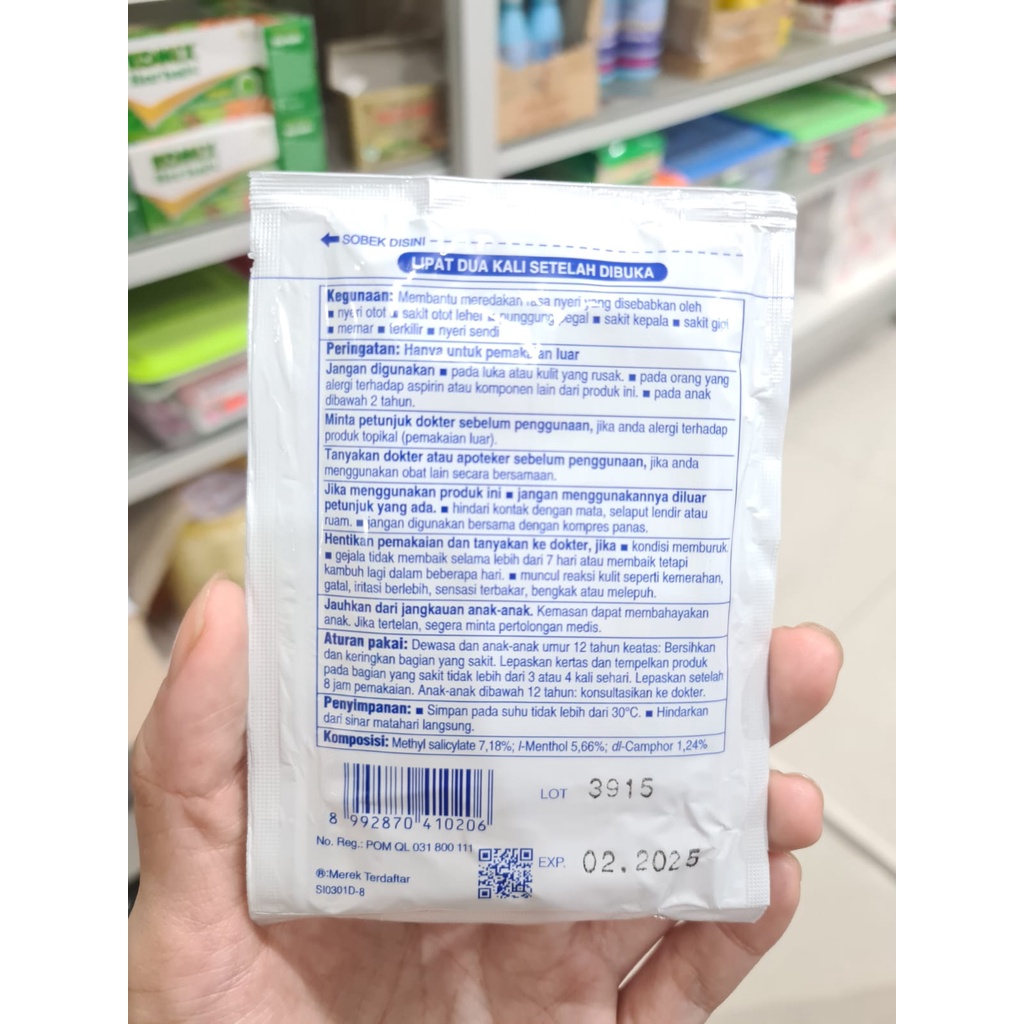 KOMIX
Herbal
KOMIX
Herbal
SOBEK DISINI
LIPAT DUA KALI SETELAH DIBUKA
Kegunaan: Membantu meredakan rasa nyeri yang disebabkan oleh
■ nyeri otot ■ sakit otot leher ■ punggung pegal ■ sakit kepala ■ sakit gigi
■ memar ■ terkilir ■ nyeri sendi
Peringatan: Hanya untuk pemakaian luar
Jangan digunakan ■ pada luka atau kulit yang rusak. ■ pada orang yang
alergi terhadap aspirin atau komponen lain dari produk ini. ■ pada anak
dibawah 2 tahun.
Minta petunjuk dokter sebelum penggunaan, jika anda alergi terhadap
produk topikal (pemakaian luar).
Tanyakan dokter atau apoteker sebelum penggunaan, jika anda
menggunakan obat lain secara bersamaan.
Jika menggunakan produk ini ■ jangan menggunakannya diluar
petunjuk yang ada. ■ hindari kontak dengan mata, selaput lendir atau
ruam. ■ jangan digunakan bersama dengan kompres panas.
Hentikan pemakaian dan tanyakan ke dokter, jika ■ kondisi memburuk.
■ gejala tidak membaik selama lebih dari 7 hari atau membaik tetapi
kambuh lagi dalam beberapa hari. ■ muncul reaksi kulit seperti kemerahan,
gatal, iritasi berlebih, sensasi terbakar, bengkak atau melepuh.
Jauhkan dari jangkauan anak-anak. Kemasan dapat membahayakan
anak. Jika tertelan, segera minta pertolongan medis.
Aturan pakai: Dewasa dan anak-anak umur 12 tahun keatas: Bersihkan
dan keringkan bagian yang sakit. Lepaskan kertas dan tempelkan produk
pada bagian yang sakit tidak lebih dari 3 atau 4 kali sehari. Lepaskan setelah
8 jam pemakaian. Anak-anak dibawah 12 tahun: konsultasikan ke dokter.
Penyimpanan: ■ Simpan pada suhu tidak lebih dari 30°C. ■ Hindarkan
dari sinar matahari langsung.
Komposisi: Methyl salicylate 7,18%; l-Menthol 5,66%; dl-Camphor 1,24%
8 992870 410206
LOT 3915
No. Reg.: POM QL 031 800 111
EXP. 02.2025
®:Merek Terdaftar
SI0301D-8